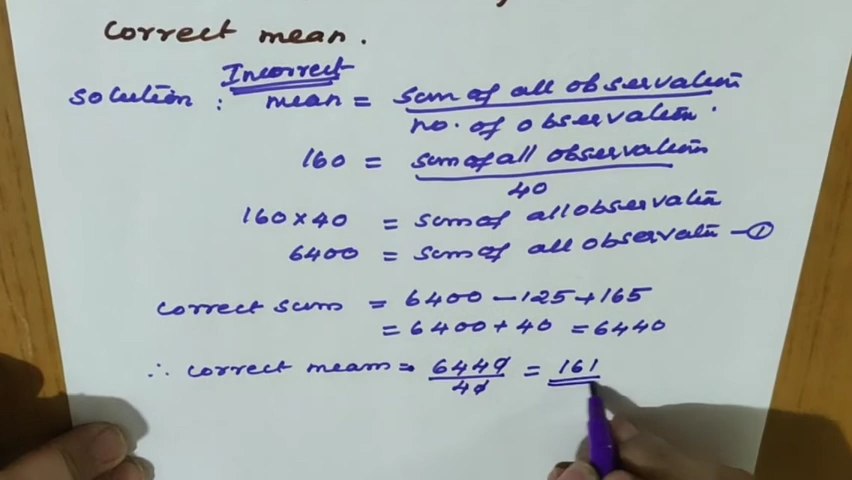 correct mean.
Incorrect
solution : mean = sum of all observation
no. of observation.
160 = sum of all observation
40
160 × 40 = sum of all observation
6400 = sum of all observatn - ①
correct sum = 6400 - 125 + 165
= 6400 + 40 = 6440
∴ correct mean = 6440 = 161
40